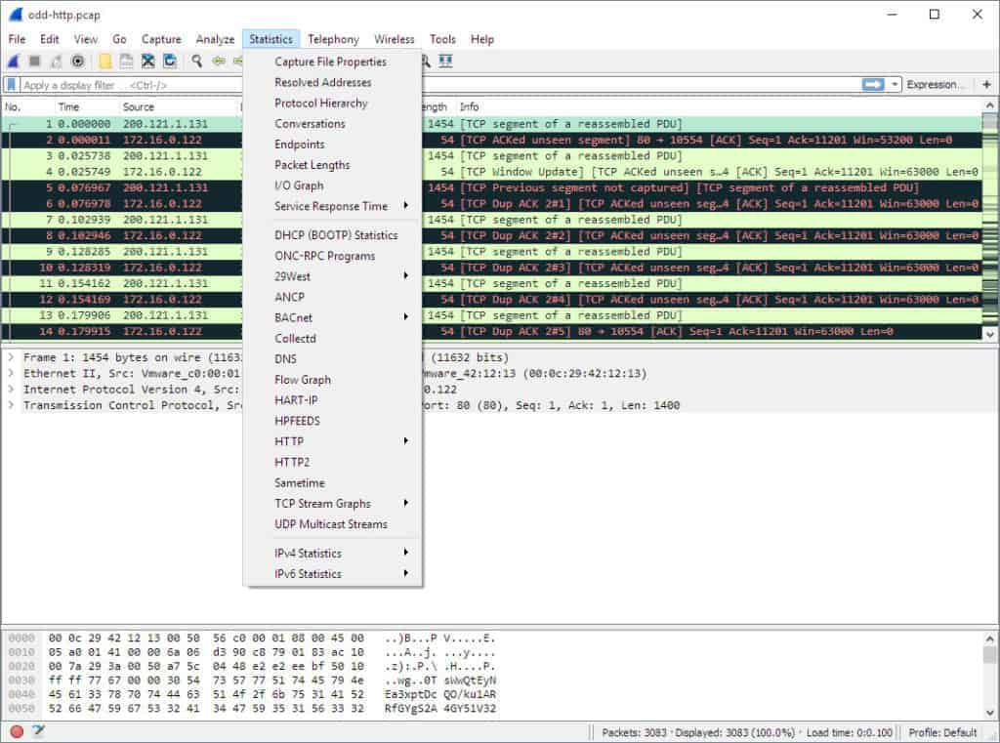 odd-http.pcap
File Edit View Go Capture Analyze Statistics Telephony Wireless Tools Help
Apply a display filter ... <Ctrl-/> Expression... +
No. Time Source ength Info
1 0.000000 200.121.1.131 1454 [TCP segment of a reassembled PDU]
2 0.000011 172.16.0.122 54 [TCP ACKed unseen segment] 80 → 10554 [ACK] Seq=1 Ack=11201 Win=53200 Len=0
3 0.025738 200.121.1.131 1454 [TCP segment of a reassembled PDU]
4 0.025749 172.16.0.122 54 [TCP Window Update] [TCP ACKed unseen s…4 [ACK] Seq=1 Ack=11201 Win=63000 Len=0
5 0.076967 200.121.1.131 1454 [TCP Previous segment not captured] [TCP segment of a reassembled PDU]
6 0.076978 172.16.0.122 54 [TCP Dup ACK 2#1] [TCP ACKed unseen seg…4 [ACK] Seq=1 Ack=11201 Win=63000 Len=0
7 0.102939 200.121.1.131 1454 [TCP segment of a reassembled PDU]
8 0.102946 172.16.0.122 54 [TCP Dup ACK 2#2] [TCP ACKed unseen seg…4 [ACK] Seq=1 Ack=11201 Win=63000 Len=0
9 0.128285 200.121.1.131 1454 [TCP segment of a reassembled PDU]
10 0.128319 172.16.0.122 54 [TCP Dup ACK 2#3] [TCP ACKed unseen seg…4 [ACK] Seq=1 Ack=11201 Win=63000 Len=0
11 0.154162 200.121.1.131 1454 [TCP segment of a reassembled PDU]
12 0.154169 172.16.0.122 54 [TCP Dup ACK 2#4] [TCP ACKed unseen seg…4 [ACK] Seq=1 Ack=11201 Win=63000 Len=0
13 0.179906 200.121.1.131 1454 [TCP segment of a reassembled PDU]
14 0.179915 172.16.0.122 54 [TCP Dup ACK 2#5] 80 → 10554 [ACK] Seq=1 Ack=11201 Win=63000 Len=0
Capture File Properties
Resolved Addresses
Protocol Hierarchy
Conversations
Endpoints
Packet Lengths
I/O Graph
Service Response Time
DHCP (BOOTP) Statistics
ONC-RPC Programs
29West
ANCP
BACnet
Collectd
DNS
Flow Graph
HART-IP
HPFEEDS
HTTP
HTTP2
Sametime
TCP Stream Graphs
UDP Multicast Streams
IPv4 Statistics
IPv6 Statistics
Frame 1: 1454 bytes on wire (11632 d (11632 bits)
Ethernet II, Src: Vmware_c0:00:01 mware_42:12:13 (00:0c:29:42:12:13)
Internet Protocol Version 4, Src: 0.122
Transmission Control Protocol, Src ort: 80 (80), Seq: 1, Ack: 1, Len: 1400
0000 00 0c 29 42 12 13 00 50 56 c0 00 01 08 00 45 00 ..)B...P V.....E.
0010 05 a0 01 41 00 00 6a 06 d3 90 c8 79 01 83 ac 10 ...A..j. ...y....
0020 00 7a 29 3a 00 50 a7 5c 04 48 e2 e2 ee bf 50 10 .z):.P.\ .H....P.
0030 ff ff 77 67 00 00 30 54 73 57 77 51 74 45 79 4e ..wg..0T sWwQtEyN
0040 45 61 33 78 70 74 44 63 51 4f 2f 6b 75 31 41 52 Ea3xptDc QO/ku1AR
0050 52 66 47 59 67 53 32 41 34 47 59 35 31 56 33 32 RfGYgS2A 4GY51V32
Packets: 3083 · Displayed: 3083 (100.0%) · Load time: 0:0.100 Profile: Default